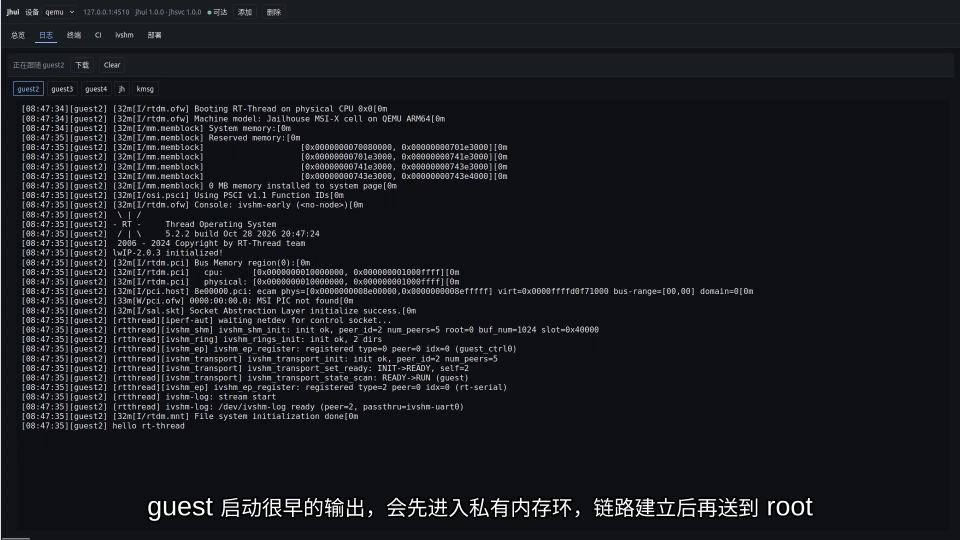 jhui 设备 qemu 127.0.0.1:4510 jhui 1.0.0 · jhsvc 1.0.0 可达 添加 删除
总览 日志 终端 CI ivshm 部署
正在跟随 guest2 下载 Clear
guest2 guest3 guest4 jh kmsg
[08:47:34][guest2] [32m[I/rtdm.ofw] Booting RT-Thread on physical CPU 0x0[0m
[08:47:34][guest2] [32m[I/rtdm.ofw] Machine model: Jailhouse MSI-X cell on QEMU ARM64[0m
[08:47:34][guest2] [32m[I/mm.memblock] System memory:[0m
[08:47:35][guest2] [32m[I/mm.memblock] Reserved memory:[0m
[08:47:35][guest2] [32m[I/mm.memblock] [0x0000000070080000, 0x00000000701e3000][0m
[08:47:35][guest2] [32m[I/mm.memblock] [0x00000000701e3000, 0x00000000741e3000][0m
[08:47:35][guest2] [32m[I/mm.memblock] [0x00000000741e3000, 0x00000000743e3000][0m
[08:47:35][guest2] [32m[I/mm.memblock] [0x00000000743e3000, 0x00000000743e4000][0m
[08:47:35][guest2] [32m[I/mm.memblock] 0 MB memory installed to system page[0m
[08:47:35][guest2] [32m[I/osi.psci] Using PSCI v1.1 Function IDs[0m
[08:47:35][guest2] [32m[I/rtdm.ofw] Console: ivshm-early (<no-node>)[0m
[08:47:35][guest2] \ | /
[08:47:35][guest2] - RT - Thread Operating System
[08:47:35][guest2] / | \ 5.2.2 build Oct 28 2026 20:47:24
[08:47:35][guest2] 2006 - 2024 Copyright by RT-Thread team
[08:47:35][guest2] lwIP-2.0.3 initialized!
[08:47:35][guest2] [32m[I/rtdm.pci] Bus Memory region(0):[0m
[08:47:35][guest2] [32m[I/rtdm.pci] cpu: [0x0000000010000000, 0x000000001000ffff][0m
[08:47:35][guest2] [32m[I/rtdm.pci] physical: [0x0000000010000000, 0x000000001000ffff][0m
[08:47:35][guest2] [32m[I/pci.host] 8e00000.pci: ecam phys=[0x0000000008e00000,0x0000000008efffff] virt=0x0000ffffd0f71000 bus-range=[00,00] domain=0[0m
[08:47:35][guest2] [33m[W/pci.ofw] 0000:00:00.0: MSI PIC not found[0m
[08:47:35][guest2] [32m[I/sal.skt] Socket Abstraction Layer initialize success.[0m
[08:47:35][guest2] [rtthread][iperf-aut] waiting netdev for control socket...
[08:47:35][guest2] [rtthread][ivshm_shm] ivshm_shm_init: init ok, peer_id=2 num_peers=5 root=0 buf_num=1024 slot=0x40000
[08:47:35][guest2] [rtthread][ivshm_ring] ivshm_rings_init: init ok, 2 dirs
[08:47:35][guest2] [rtthread][ivshm_ep] ivshm_ep_register: registered type=0 peer=0 idx=0 (guest_ctrl0)
[08:47:35][guest2] [rtthread][ivshm_transport] ivshm_transport_init: init ok, peer_id=2 num_peers=5
[08:47:35][guest2] [rtthread][ivshm_transport] ivshm_transport_set_ready: INIT->READY, self=2
[08:47:35][guest2] [rtthread][ivshm_transport] ivshm_transport_state_scan: READY->RUN (guest)
[08:47:35][guest2] [rtthread][ivshm_ep] ivshm_ep_register: registered type=2 peer=0 idx=0 (rt-serial)
[08:47:35][guest2] [rtthread] ivshm-log: stream start
[08:47:35][guest2] [rtthread] ivshm-log: /dev/ivshm-log ready (peer=2, passthru=ivshm-uart0)
[08:47:35][guest2] [32m[I/rtdm.mnt] File system initialization done[0m
[08:47:35][guest2] hello rt-thread
guest 启动很早的输出，会先进入私有内存环，链路建立后再送到 root